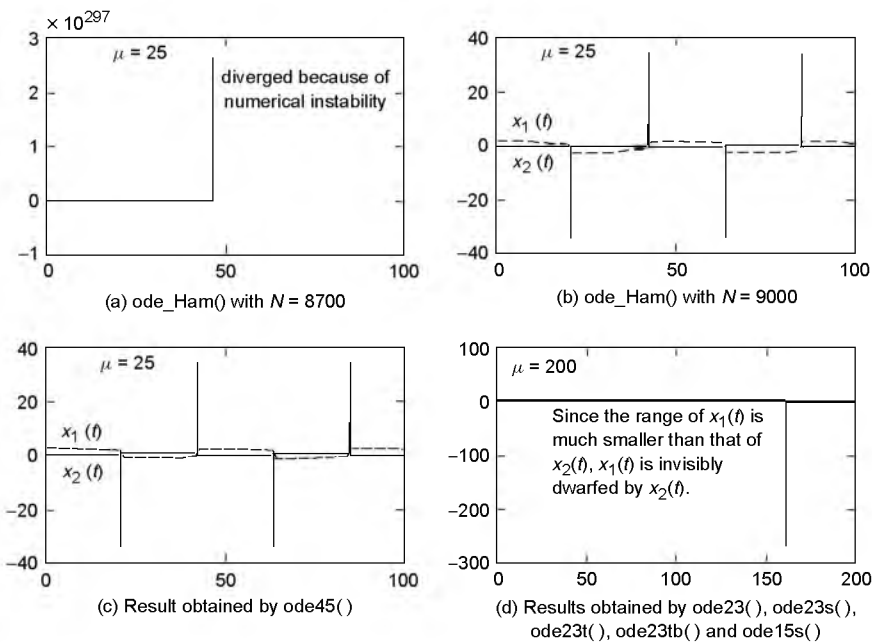 × 10^297
3
2
1
0
−1
μ = 25
diverged because of
numerical instability
0
50
100
(a) ode_Ham() with N = 8700
40
20
0
−20
−40
μ = 25
x1 (t)
x2 (t)
0
50
100
(b) ode_Ham() with N = 9000
40
20
0
−20
−40
μ = 25
x1 (t)
x2 (t)
0
50
100
(c) Result obtained by ode45( )
100
0
−100
−200
−300
μ = 200
Since the range of x1(t) is
much smaller than that of
x2(t), x1(t) is invisibly
dwarfed by x2(t).
0
50
100
150
200
(d) Results obtained by ode23( ), ode23s( ),
ode23t( ), ode23tb( ) and ode15s( )